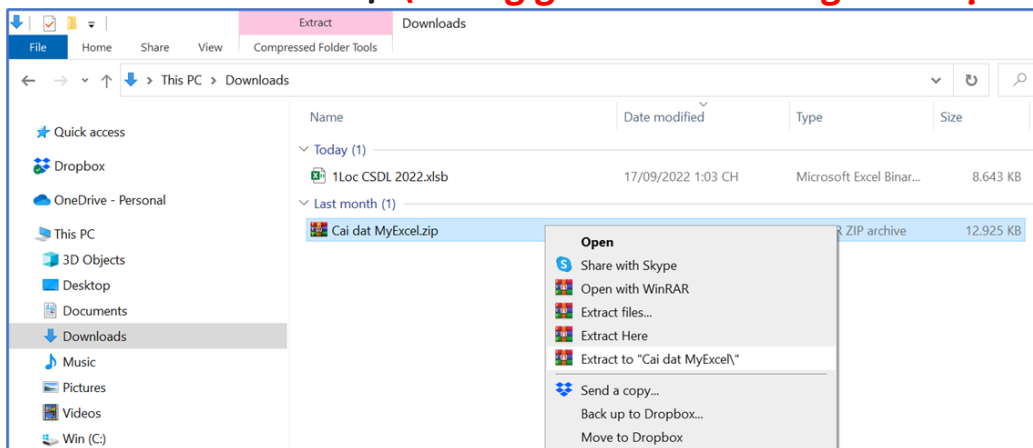 Extract Downloads
File Home Share View Compressed Folder Tools
This PC > Downloads
Name Date modified Type Size
Quick access
Today (1)
Dropbox
1Loc CSDL 2022.xlsb 17/09/2022 1:03 CH Microsoft Excel Binar... 8.643 KB
OneDrive - Personal
Last month (1)
This PC
Cai dat MyExcel.zip ZIP archive 12.925 KB
3D Objects
Desktop
Documents
Downloads
Music
Pictures
Videos
Win (C:)
Open
Share with Skype
Open with WinRAR
Extract files...
Extract Here
Extract to "Cai dat MyExcel\"
Send a copy...
Back up to Dropbox...
Move to Dropbox